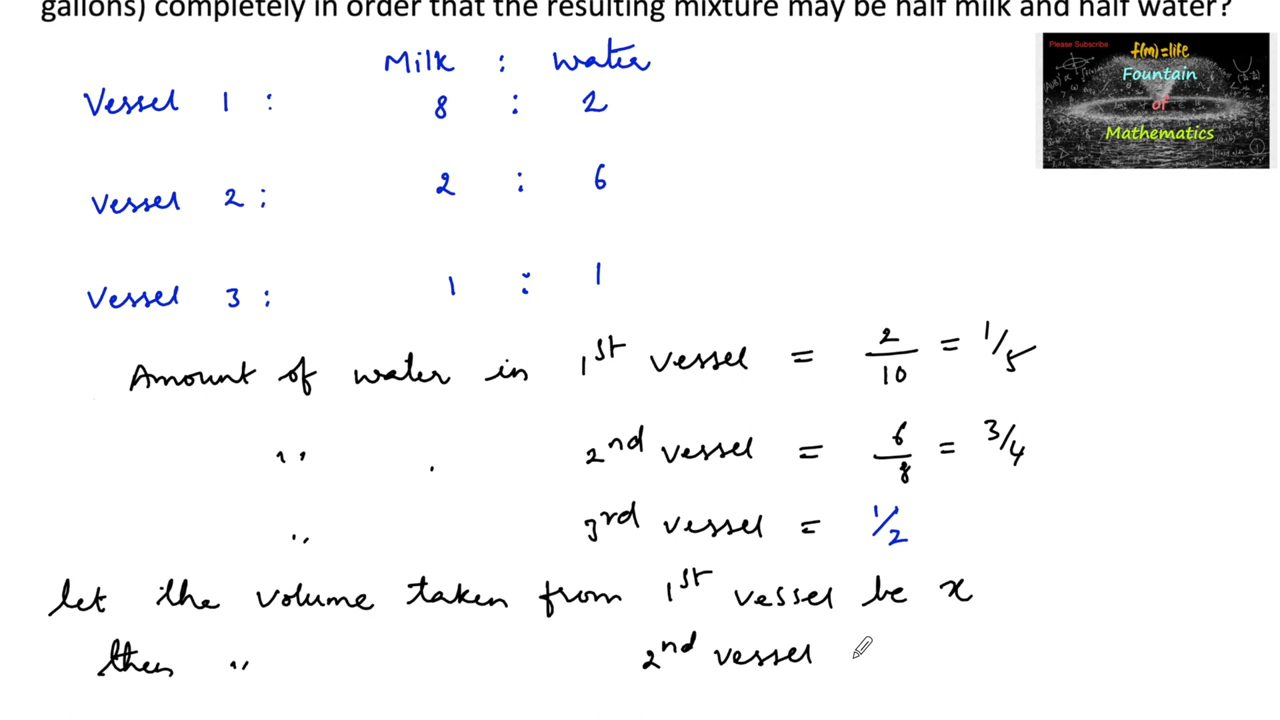 gallons) completely in order that the resulting mixture may be half milk and half water?
Please Subscribe
f(m)=life
Fountain
of
Mathematics
Milk : water
Vessel 1 : 8 : 2
Vessel 2 : 2 : 6
Vessel 3 : 1 : 1
Amount of water in 1st vessel = 2/10 = 1/5
" . 2nd vessel = 6/8 = 3/4
" 3rd vessel = 1/2
let the volume taken from 1st vessel be x
then " 2nd vessel